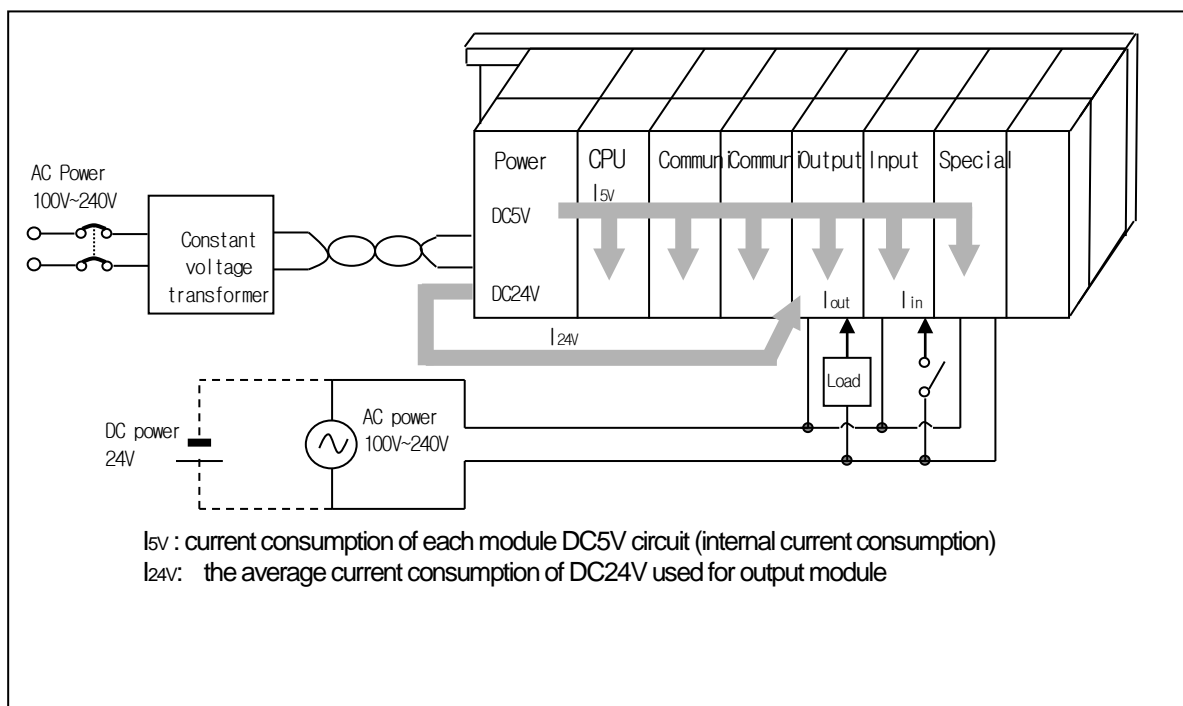 Power CPU Communi Communi Output Input Special
AC Power
100V~240V
I5V
DC5V
Constant
voltage
transformer
DC24V
Iout Iin
I24V
Load
AC power
100V~240V
DC power
24V
I5V : current consumption of each module DC5V circuit (internal current consumption)
I24V: the average current consumption of DC24V used for output module